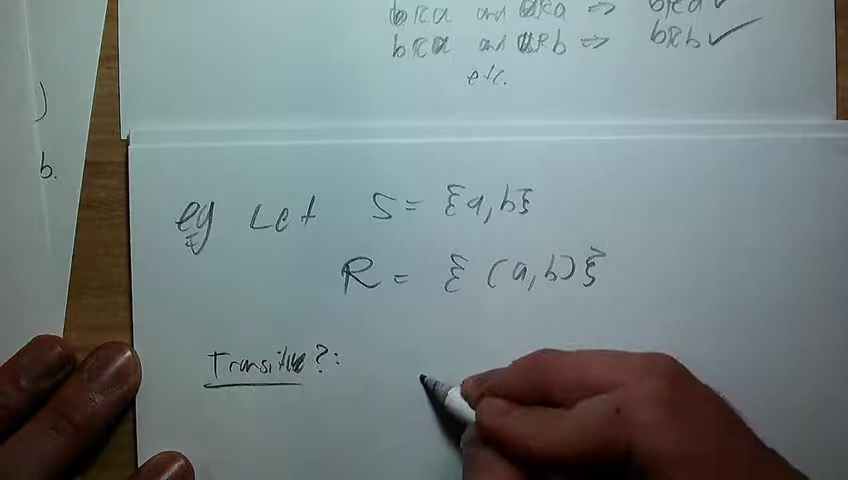 bRa and aRa => bRa ✓
bRa and aRb => bRb ✓
etc.
)
b.
eg Let S = {a,b}
R = {(a,b)}
Transitive?: